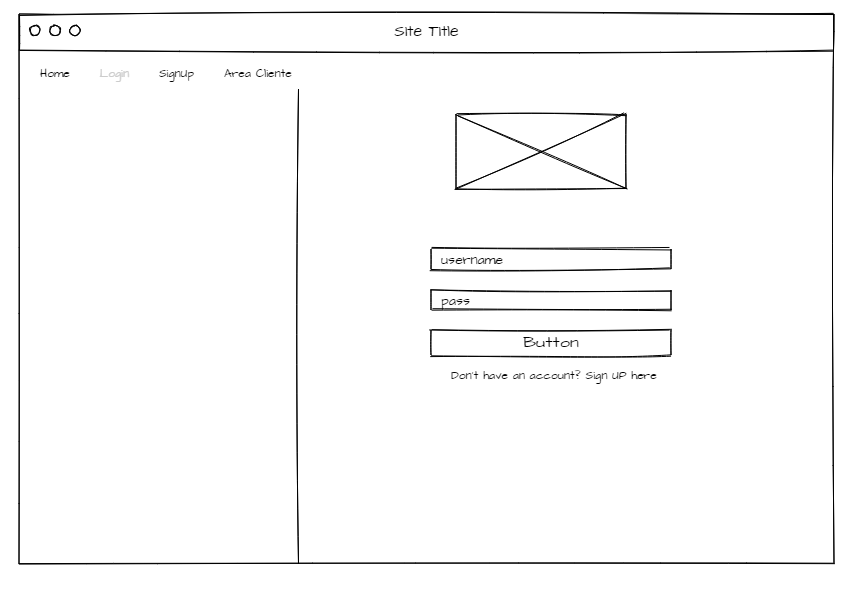 Site Title
Home Login SignUp Area Cliente
username
pass
Button
Don't have an account? Sign UP here